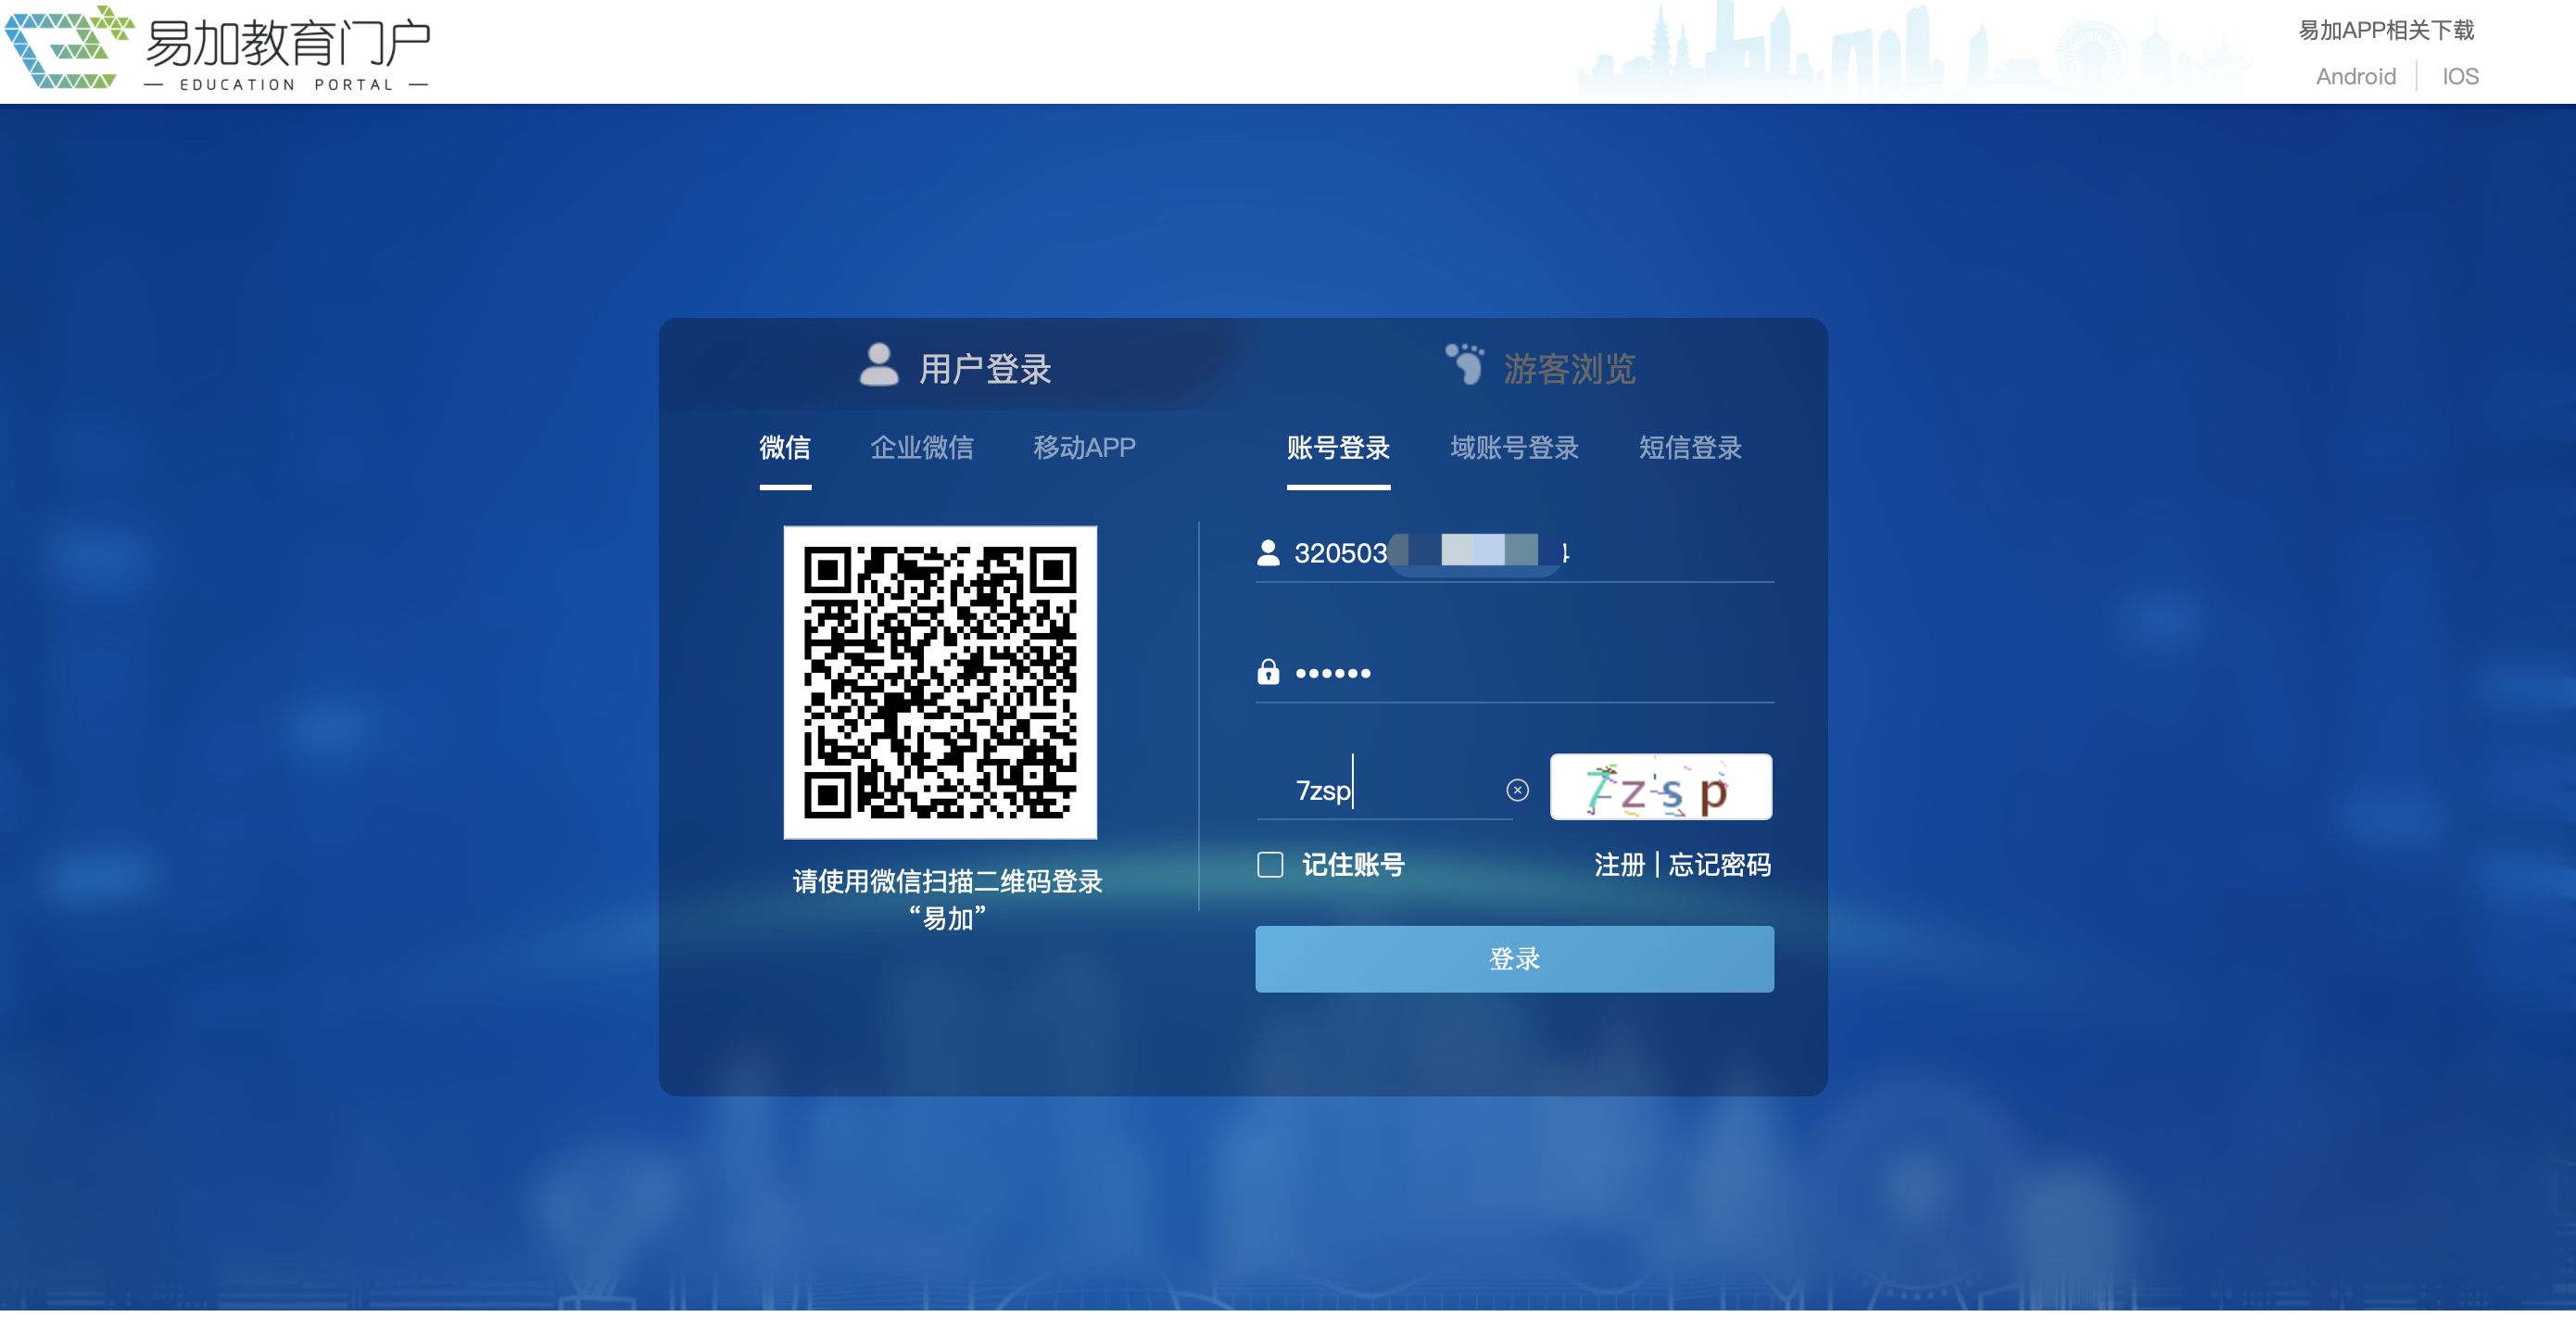 易加教育门户
EDUCATION PORTAL
易加APP相关下载
Android
IOS
用户登录
游客浏览
微信
企业微信
移动APP
账号登录
域账号登录
短信登录
320503
7zsp
7zsp
记住账号
注册 | 忘记密码
请使用微信扫描二维码登录
“易加”
登录